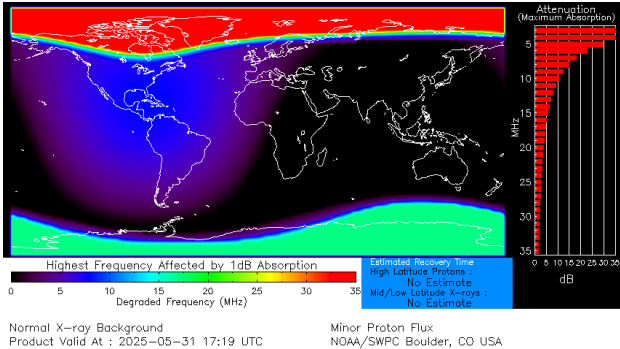 Attenuation
(Maximum Absorption)
5
10
15
20
25
30
35
MHz
0 5 10 15 20 25 30 35
dB
Highest Frequency Affected by 1dB Absorption
0 5 10 15 20 25 30 35
Degraded Frequency (MHz)
Estimated Recovery Time
High Latitude Protons :
No Estimate
Mid/Low Latitude X-rays :
No Estimate
Normal X-ray Background
Product Valid At : 2025-05-31 17:19 UTC
Minor Proton Flux
NOAA/SWPC Boulder, CO USA